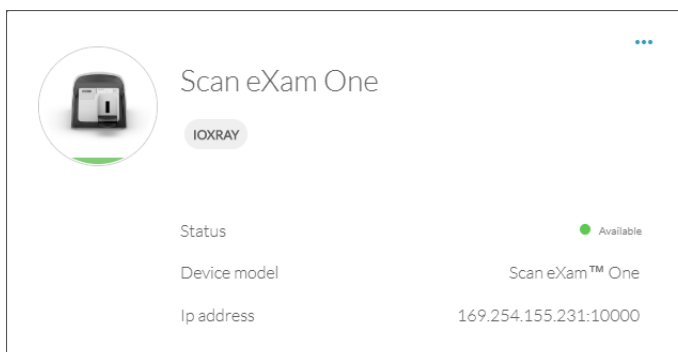 Scan eXam One
IOXRAY
Status Available
Device model Scan eXam™ One
Ip address 169.254.155.231:10000